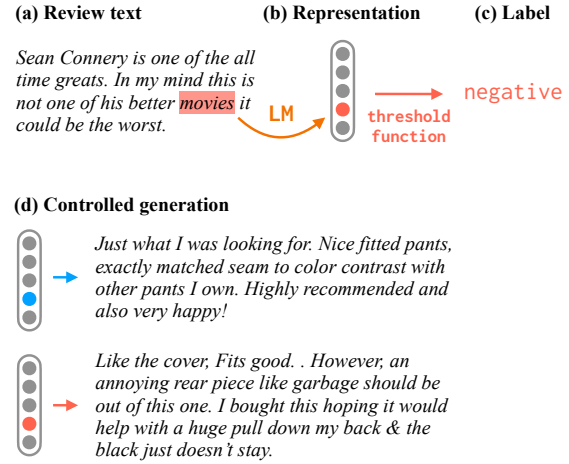 (a) Review text
(b) Representation
(c) Label
Sean Connery is one of the all
time greats. In my mind this is
not one of his better movies it
could be the worst.
LM
threshold
function
negative
(d) Controlled generation
Just what I was looking for. Nice fitted pants,
exactly matched seam to color contrast with
other pants I own. Highly recommended and
also very happy!
Like the cover, Fits good. . However, an
annoying rear piece like garbage should be
out of this one. I bought this hoping it would
help with a huge pull down my back & the
black just doesn’t stay.